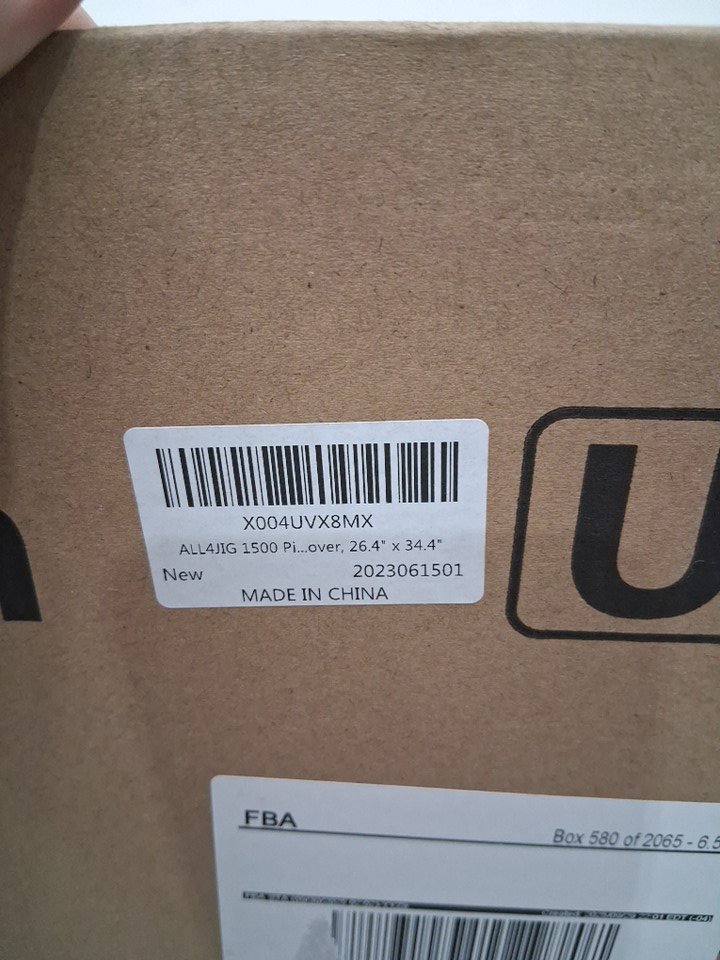 X004UVX8MX
ALL4JIG 1500 Pi...over, 26.4" x 34.4"
New 2023061501
MADE IN CHINA
U
FBA
Box 580 of 2065 - 6.5